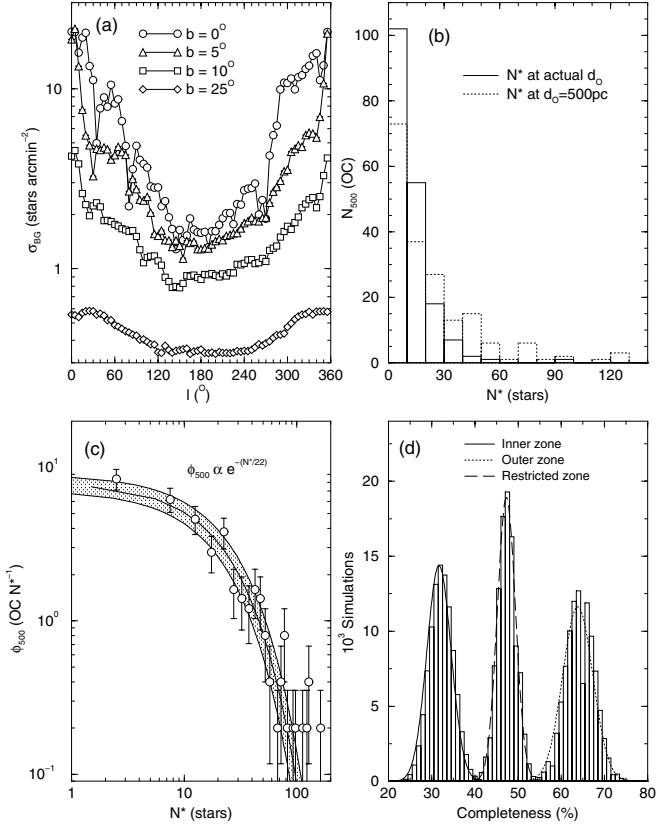 (a)
b = 0°
b = 5°
b = 10°
b = 25°
10
1
σBG (stars arcmin⁻²)
0 60 120 180 240 300 360
l (°)
(b)
N* at actual dO
N* at dO=500pc
100
80
60
40
20
0
N500 (OC)
0 30 60 90 120
N* (stars)
(c)
ϕ500 α e^−(N*/22)
10¹
10⁰
10⁻¹
ϕ500 (OC N*⁻¹)
1 10 100
N* (stars)
(d)
Inner zone
Outer zone
Restricted zone
20
15
10
5
0
10³ Simulations
20 30 40 50 60 70 80
Completeness (%)